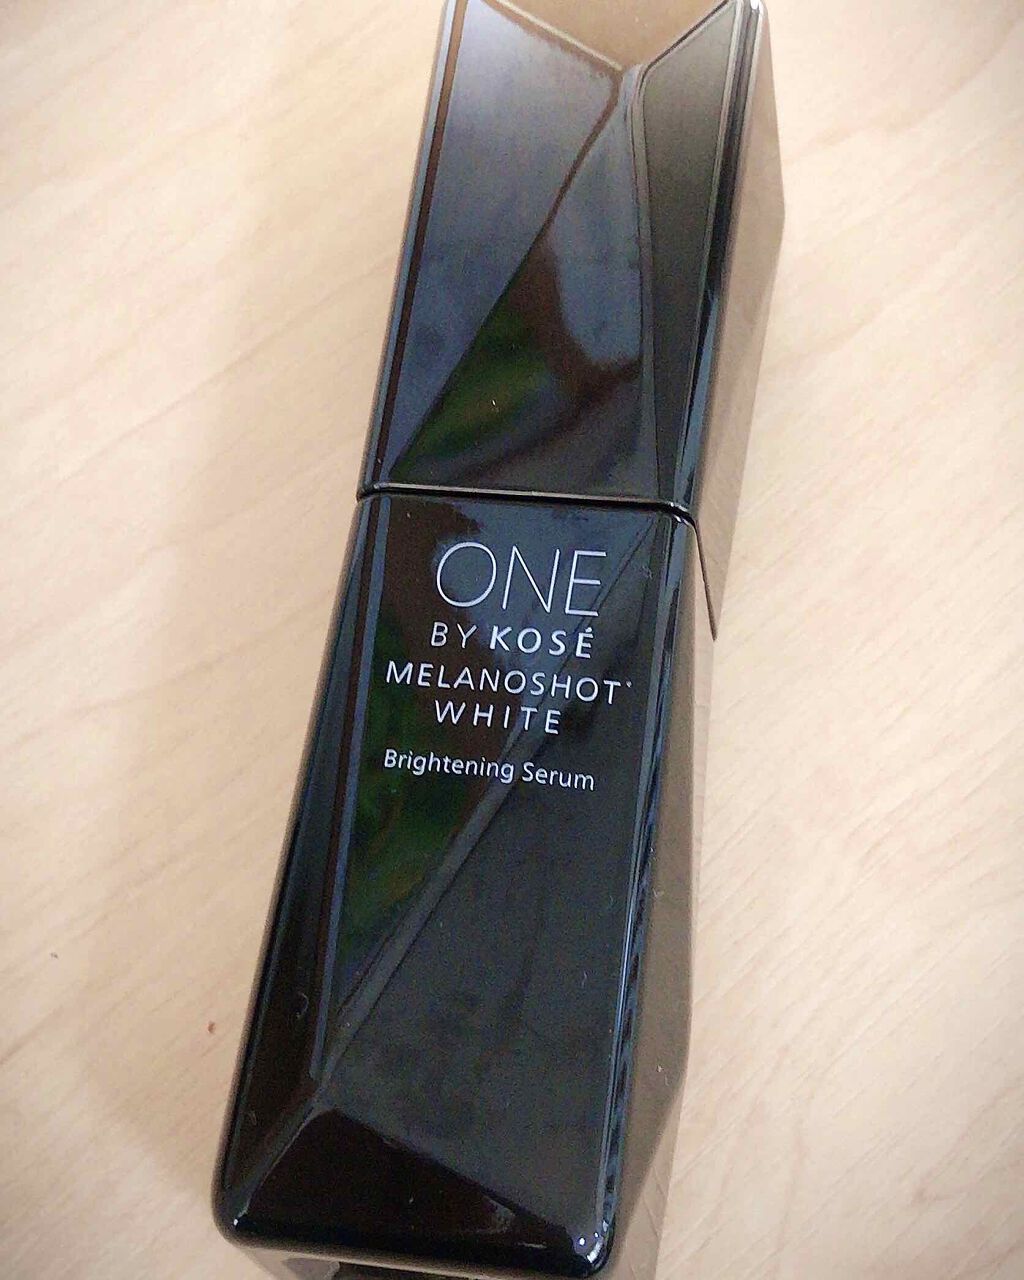 ONE
BY KOSÉ
MELANOSHOT*
WHITE
Brightening Serum